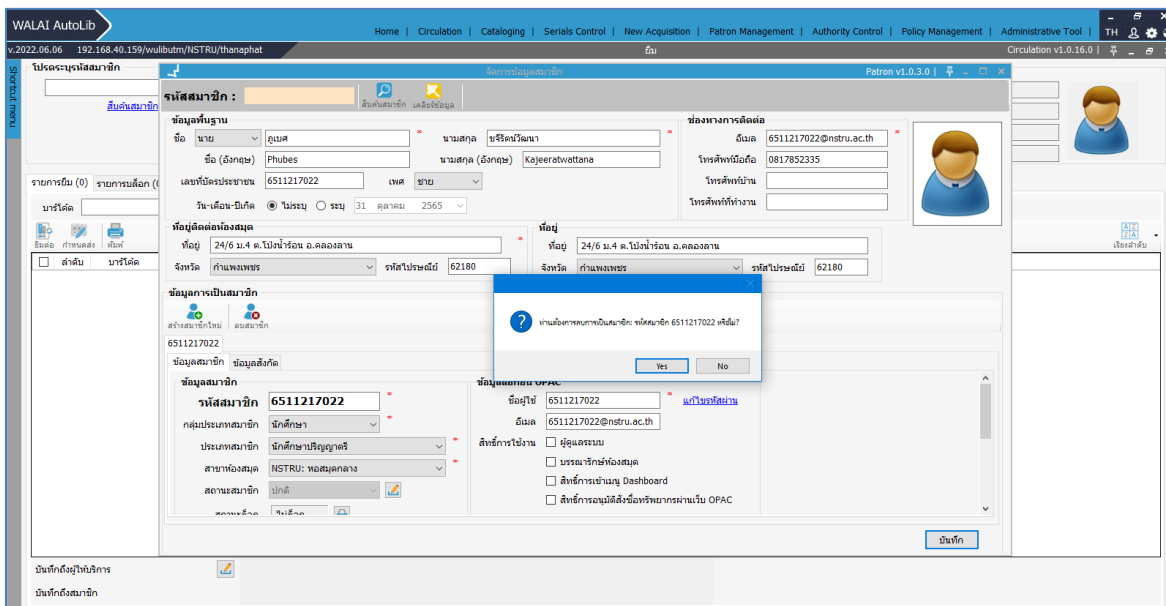 WALAI AutoLib
Home | Circulation | Cataloging | Serials Control | New Acquisition | Patron Management | Authority Control | Policy Management | Administrative Tool | TH
v.2022.06.06 192.168.40.159/wulibutm/NSTRU/thanaphat ยืม Circulation v1.0.16.0 |
Shortcut menu
โปรดระบุรหัสสมาชิก
สืบค้นสมาชิก
จัดการข้อมูลสมาชิก Patron v1.0.3.0 |
รหัสสมาชิก : สืบค้นสมาชิก เคลียร์ข้อมูล
ข้อมูลพื้นฐาน ช่องทางการติดต่อ
ชื่อ นาย ภูเบศ * นามสกุล ขจีรัตน์วัฒนา * อีเมล 6511217022@nstru.ac.th *
ชื่อ (อังกฤษ) Phubes นามสกุล (อังกฤษ) Kajeeratwattana โทรศัพท์มือถือ 0817852335
เลขที่บัตรประชาชน 6511217022 เพศ ชาย โทรศัพท์บ้าน
วัน-เดือน-ปีเกิด ไม่ระบุ ระบุ 31 ตุลาคม 2565 โทรศัพท์ที่ทำงาน
รายการยืม (0) รายการบล็อก (
บาร์โค้ด
ยืมต่อ กำหนดส่ง พิมพ์ เรียงลำดับ
ลำดับ บาร์โค้ด
ที่อยู่ติดต่อห้องสมุด ที่อยู่
ที่อยู่ 24/6 ม.4 ต.โป่งน้ำร้อน อ.คลองลาน * ที่อยู่ 24/6 ม.4 ต.โป่งน้ำร้อน อ.คลองลาน
จังหวัด กำแพงเพชร รหัสไปรษณีย์ 62180 จังหวัด กำแพงเพชร รหัสไปรษณีย์ 62180
ข้อมูลการเป็นสมาชิก
สร้างสมาชิกใหม่ ลบสมาชิก
ท่านต้องการลบการเป็นสมาชิก: รหัสสมาชิก 6511217022 หรือไม่?
Yes No
6511217022
ข้อมูลสมาชิก ข้อมูลสังกัด
ข้อมูลสมาชิก ข้อมูลล็อกอิน OPAC
รหัสสมาชิก 6511217022 * ชื่อผู้ใช้ 6511217022 * แก้ไขรหัสผ่าน
กลุ่มประเภทสมาชิก นักศึกษา * อีเมล 6511217022@nstru.ac.th
ประเภทสมาชิก นักศึกษาปริญญาตรี * สิทธิ์การใช้งาน ผู้ดูแลระบบ
สาขาห้องสมุด NSTRU: หอสมุดกลาง * บรรณารักษ์ห้องสมุด
สถานะสมาชิก ปกติ สิทธิ์การเข้าเมนู Dashboard
สิทธิ์การอนุมัติสั่งซื้อทรัพยากรผ่านเว็บ OPAC
สถานะล็อก ไม่ล็อก
บันทึก
บันทึกถึงผู้ให้บริการ
บันทึกถึงสมาชิก